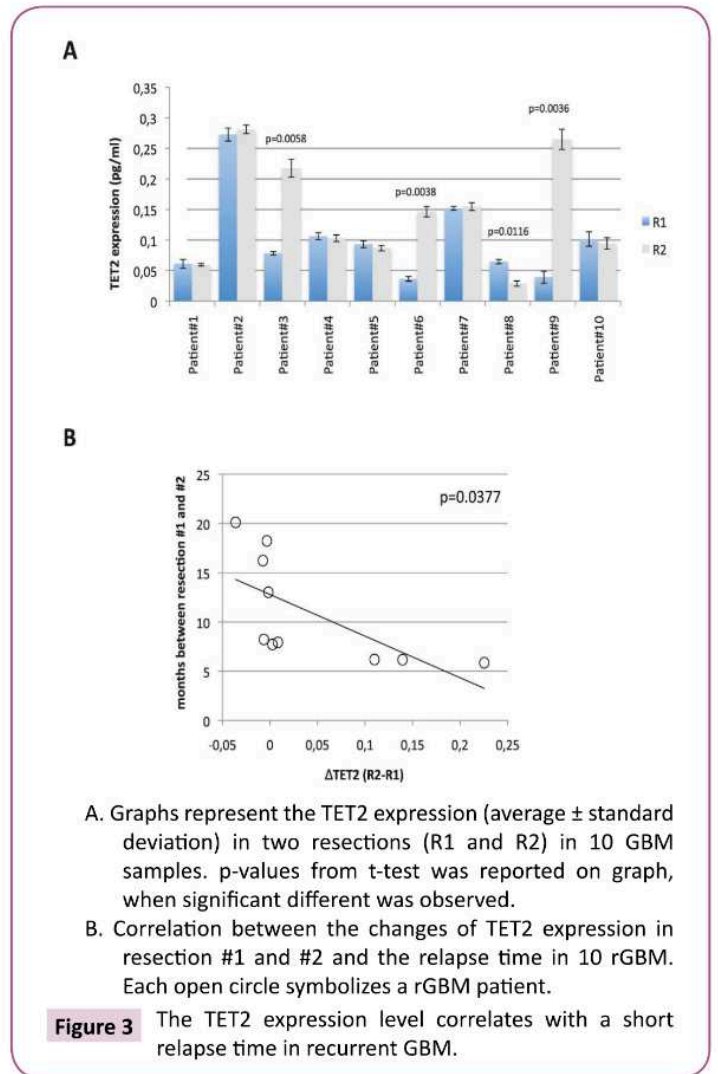 A
0,35
0,3
0,25
0,2
0,15
0,1
0,05
0
TET2 expression (pg/ml)
p=0.0058
p=0.0038
p=0.0116
p=0.0036
R1
R2
Patient#1
Patient#2
Patient#3
Patient#4
Patient#5
Patient#6
Patient#7
Patient#8
Patient#9
Patient#10
B
25
20
15
10
5
0
months between resection #1 and #2
p=0.0377
-0,05
0
0,05
0,1
0,15
0,2
0,25
ΔTET2 (R2-R1)
A. Graphs represent the TET2 expression (average ± standard
deviation) in two resections (R1 and R2) in 10 GBM
samples. p-values from t-test was reported on graph,
when significant different was observed.
B. Correlation between the changes of TET2 expression in
resection #1 and #2 and the relapse time in 10 rGBM.
Each open circle symbolizes a rGBM patient.
Figure 3 The TET2 expression level correlates with a short
relapse time in recurrent GBM.